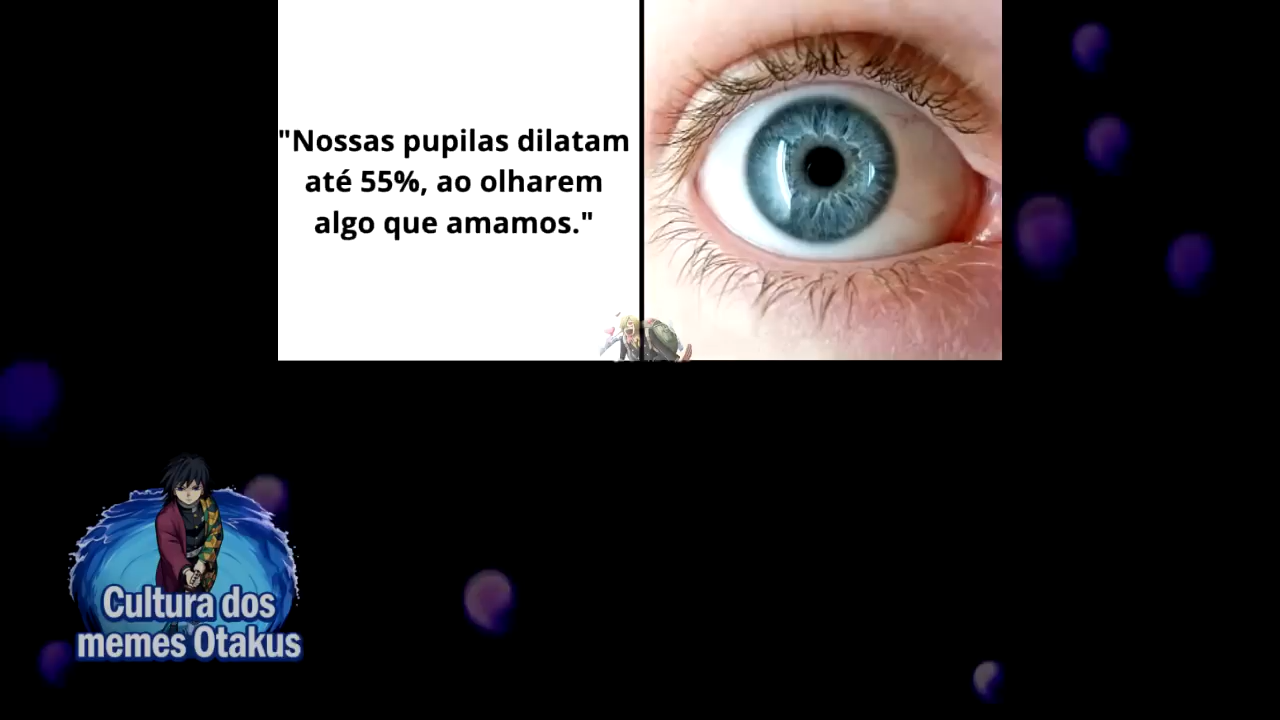 "Nossas pupilas dilatam
até 55%, ao olharem
algo que amamos."
Cultura dos
memes Otakus